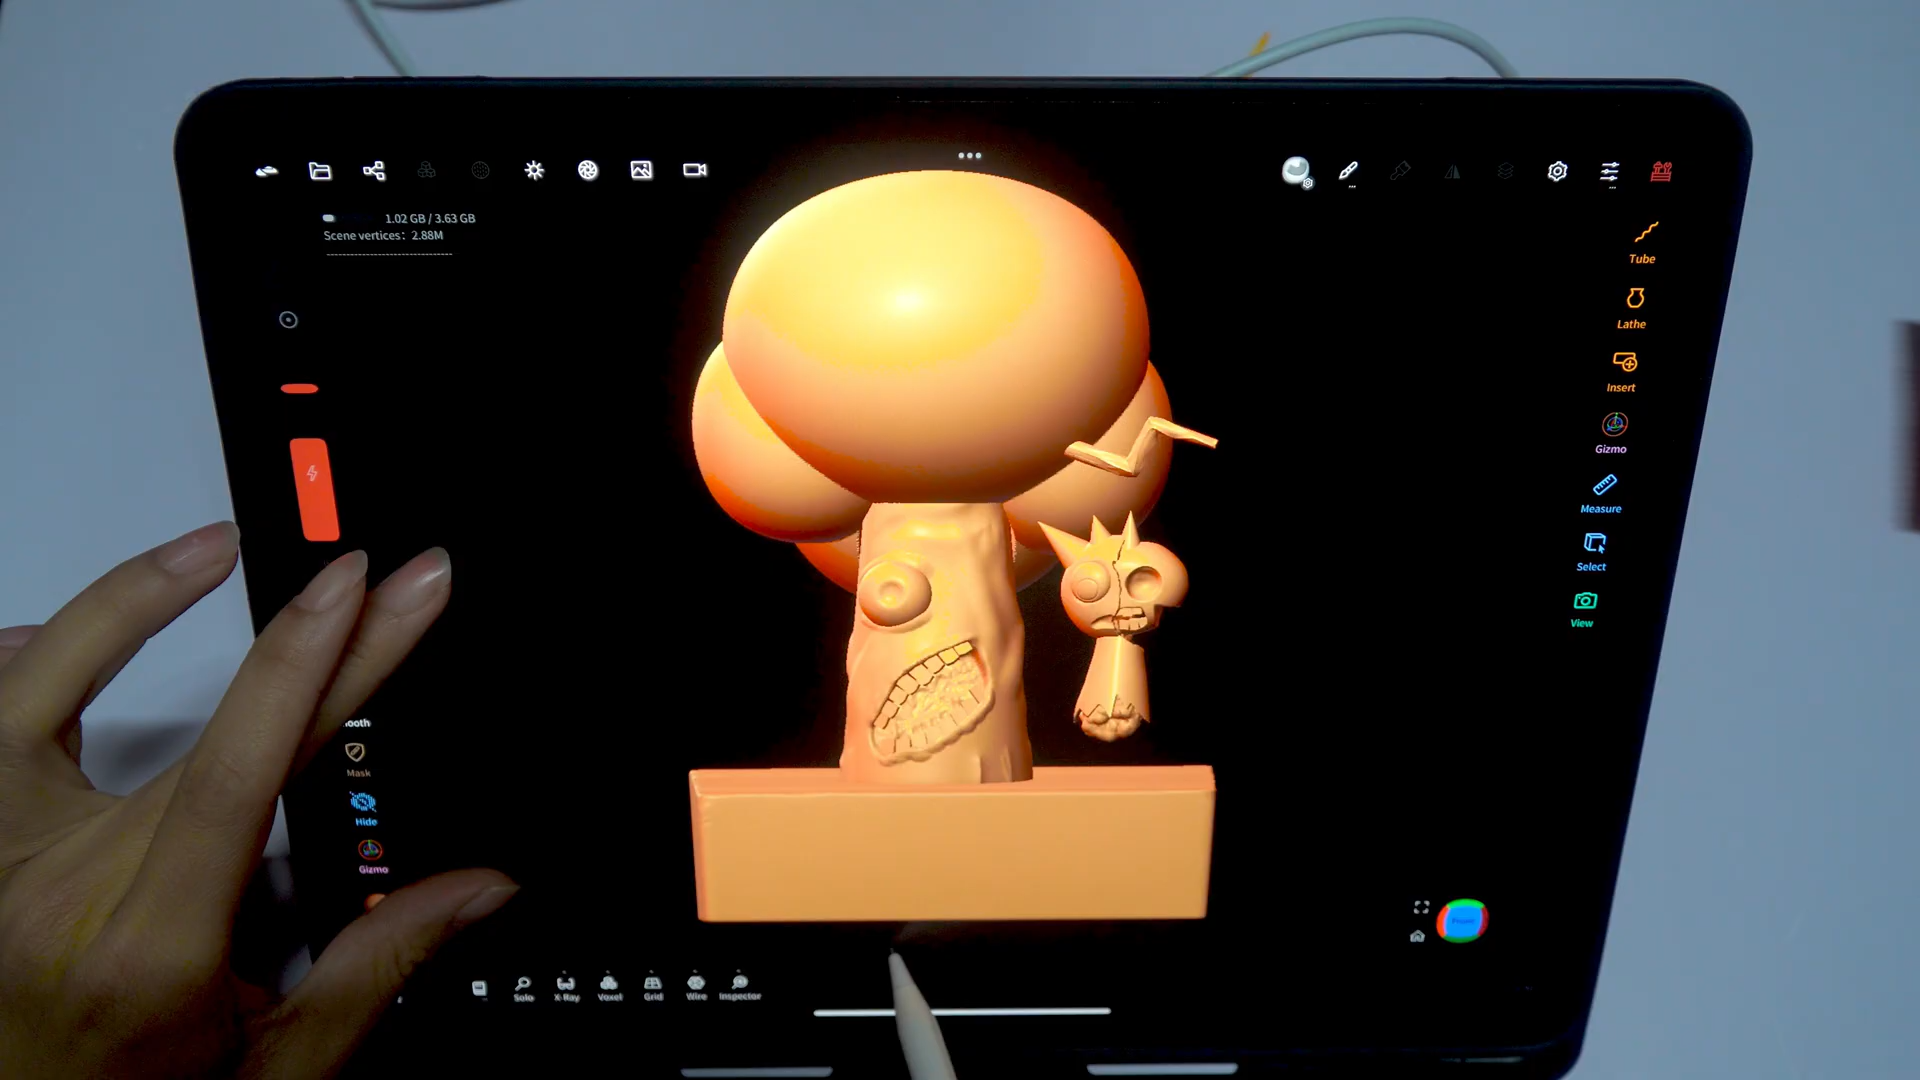 1.02 GB / 3.63 GB
Scene vertices: 2.88M
Tube
Lathe
Insert
Gizmo
Measure
Select
View
ooth
Mask
Hide
Gizmo
Solo
X-Ray
Voxel
Grid
Wire
Inspector